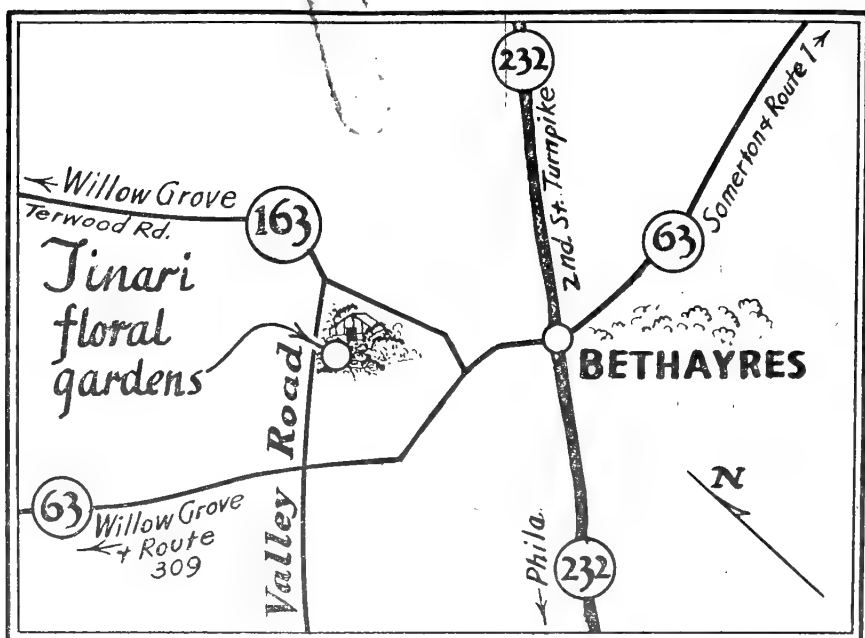 232
2nd. St. Turnpike
Somerton & Route 1
63
← Willow Grove
Terwood Rd.
163
Tinari
floral
gardens
Valley Road
BETHAYRES
63
Willow Grove
& Route
309
← Phila.
232
N